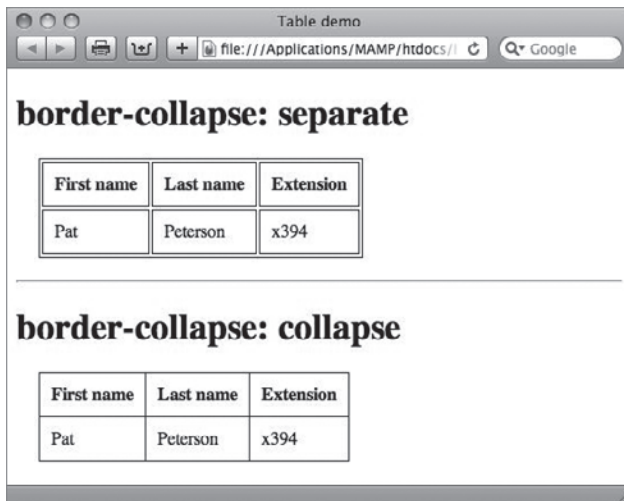 Table demo
file:///Applications/MAMP/htdocs/
Google
border-collapse: separate
First name Last name Extension
Pat Peterson x394
border-collapse: collapse
First name Last name Extension
Pat Peterson x394